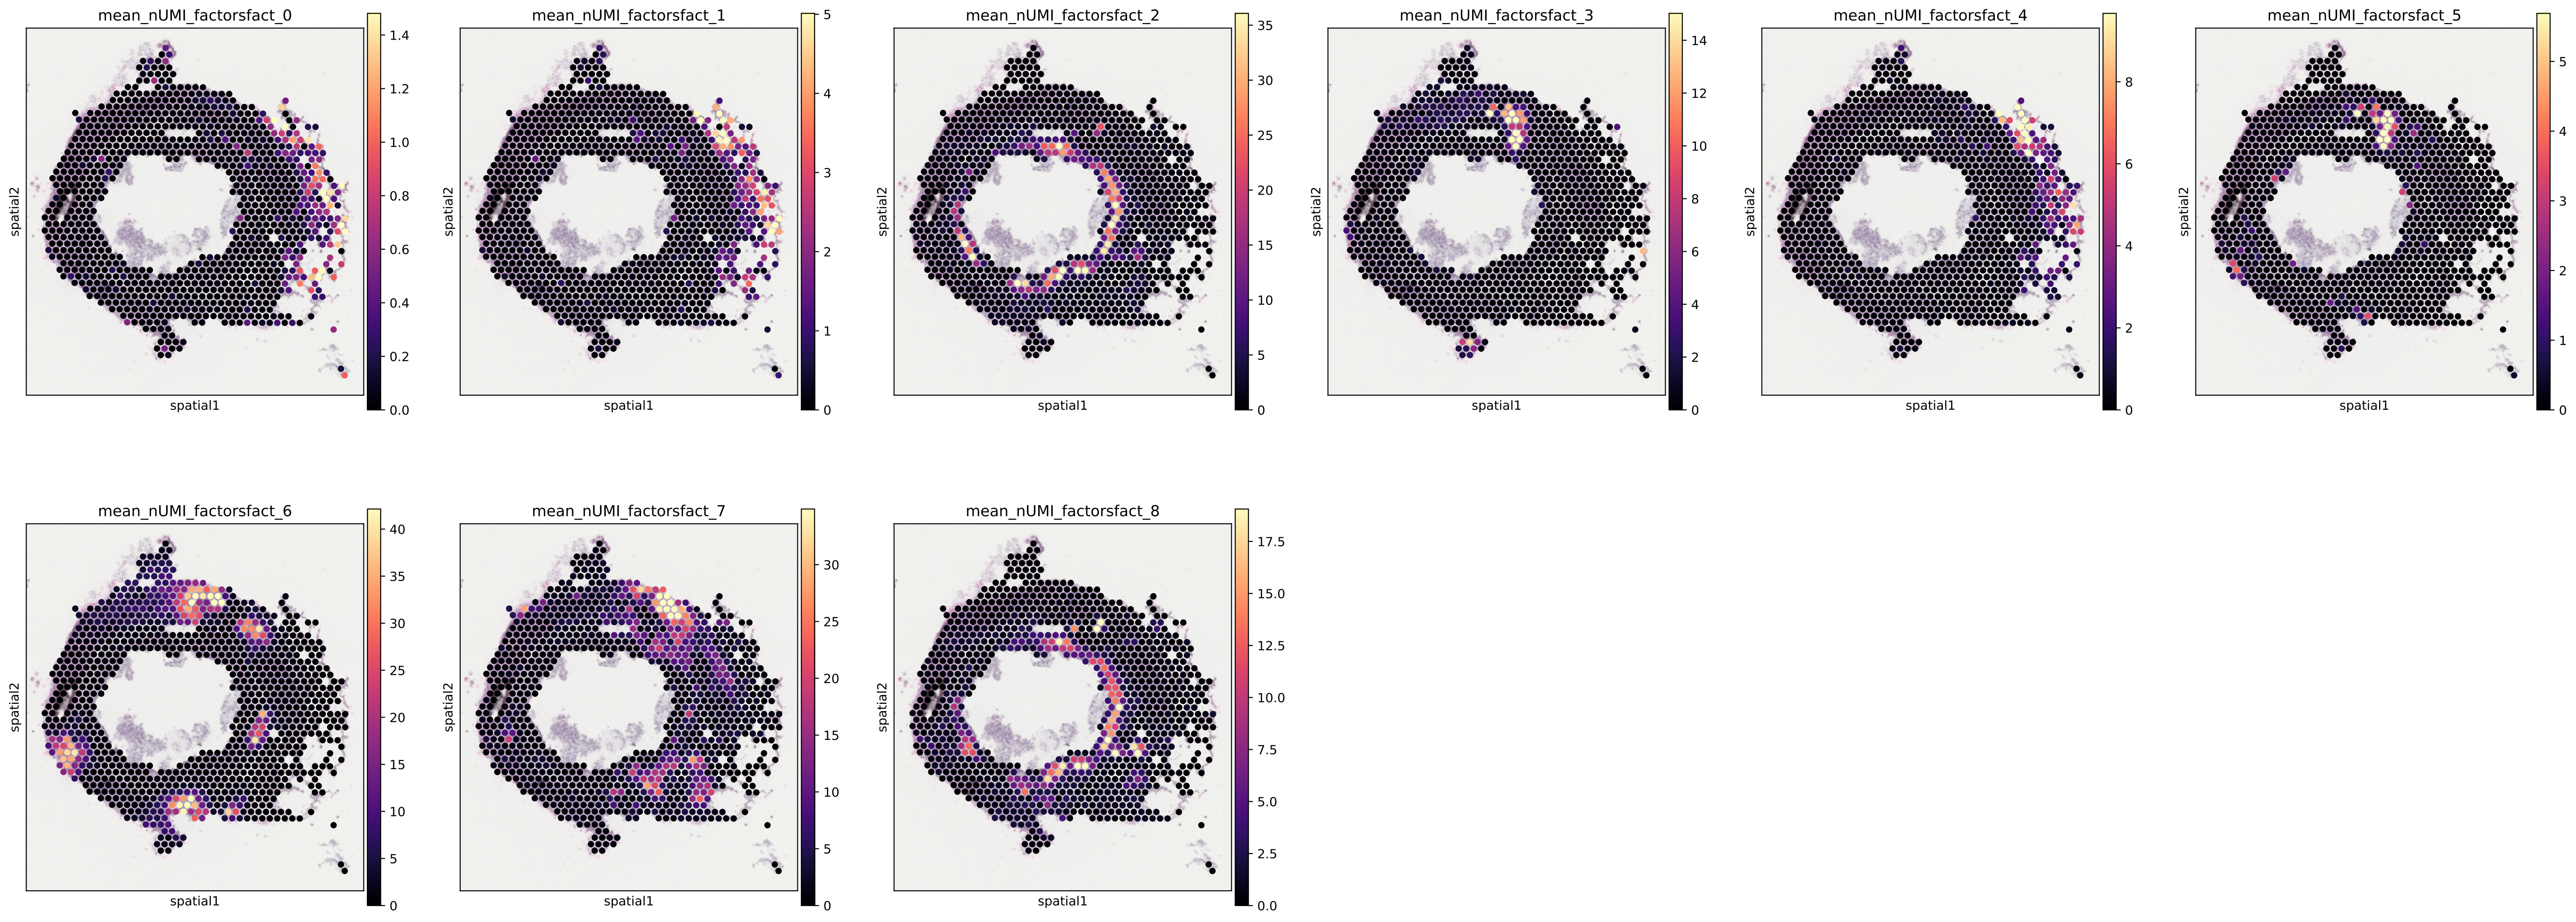 mean_nUMI_factorsfact_0
mean_nUMI_factorsfact_1
mean_nUMI_factorsfact_2
mean_nUMI_factorsfact_3
mean_nUMI_factorsfact_4
mean_nUMI_factorsfact_5
spatial2
spatial1
1.4
1.2
1.0
0.8
0.6
0.4
0.2
0.0
spatial2
spatial1
5
4
3
2
1
0
spatial2
spatial1
35
30
25
20
15
10
5
0
spatial2
spatial1
14
12
10
8
6
4
2
0
spatial2
spatial1
8
6
4
2
0
spatial2
spatial1
5
4
3
2
1
0
mean_nUMI_factorsfact_6
mean_nUMI_factorsfact_7
mean_nUMI_factorsfact_8
spatial2
spatial1
40
35
30
25
20
15
10
5
0
spatial2
spatial1
30
25
20
15
10
5
0
spatial2
spatial1
17.5
15.0
12.5
10.0
7.5
5.0
2.5
0.0